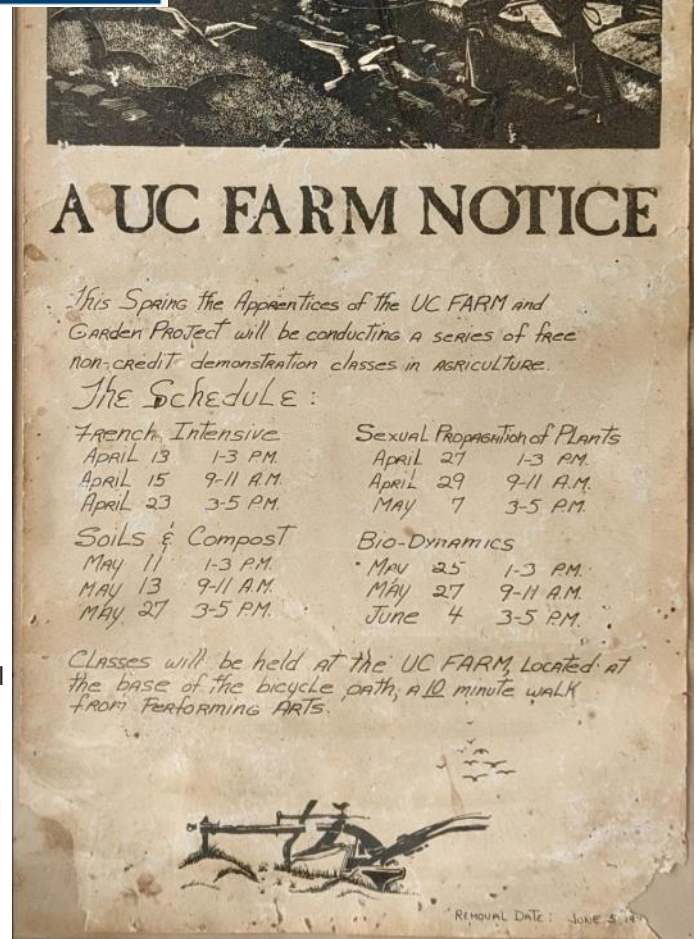 A UC FARM NOTICE
This Spring the Apprentices of the UC FARM and
Garden Project will be conducting a series of free
non-credit demonstration classes in agriculture.
The Schedule:
French Intensive
April 13 1-3 P.M.
April 15 9-11 A.M.
April 23 3-5 P.M.
Sexual Propagation of Plants
April 27 1-3 P.M.
April 29 9-11 A.M.
May 7 3-5 P.M.
Soils & Compost
May 11 1-3 P.M.
May 13 9-11 A.M.
May 27 3-5 P.M.
Bio-Dynamics
May 25 1-3 P.M.
May 27 9-11 A.M.
June 4 3-5 P.M.
Classes will be held at the UC FARM, located at
the base of the bicycle path, a 10 minute walk
from Performing Arts.
REMOVAL DATE: JUNE 5